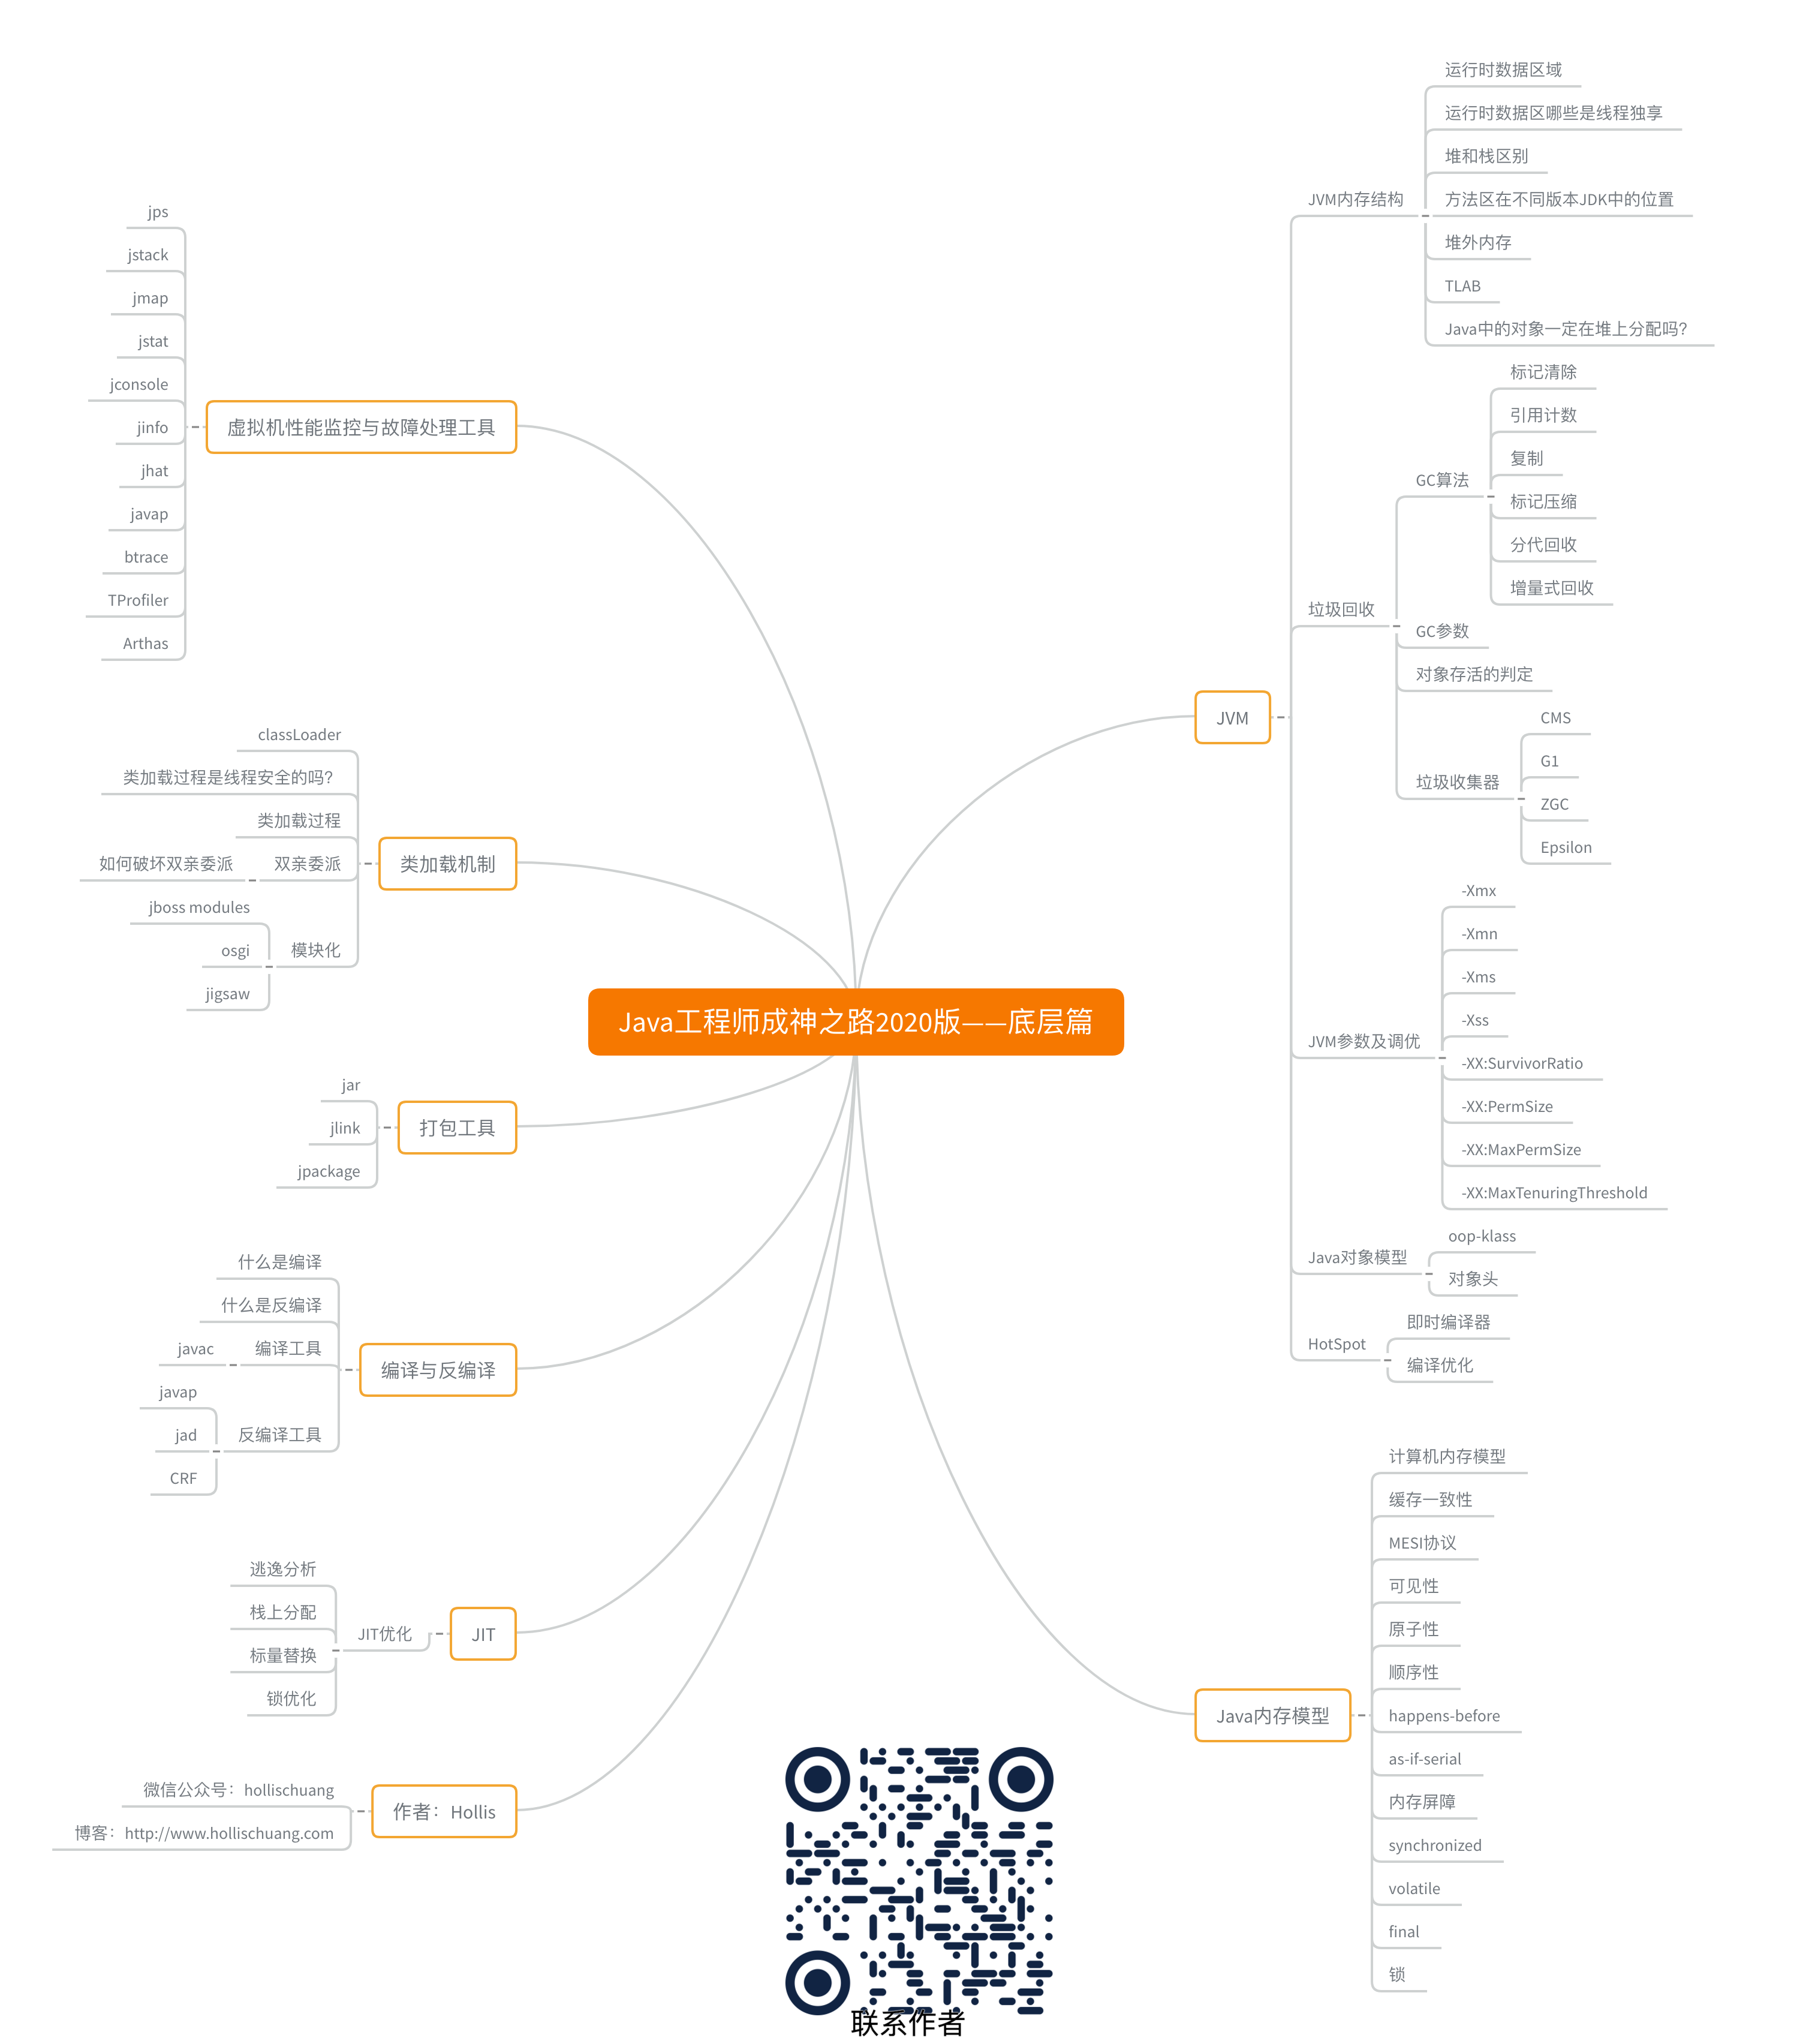 Java工程师成神之路2020版——底层篇
JVM
JVM内存结构
运行时数据区域
运行时数据区哪些是线程独享
堆和栈区别
方法区在不同版本JDK中的位置
堆外内存
TLAB
Java中的对象一定在堆上分配吗?
垃圾回收
GC算法
标记清除
引用计数
复制
标记压缩
分代回收
增量式回收
GC参数
对象存活的判定
垃圾收集器
CMS
G1
ZGC
Epsilon
JVM参数及调优
-Xmx
-Xmn
-Xms
-Xss
-XX:SurvivorRatio
-XX:PermSize
-XX:MaxPermSize
-XX:MaxTenuringThreshold
Java对象模型
oop-klass
对象头
HotSpot
即时编译器
编译优化
Java内存模型
计算机内存模型
缓存一致性
MESI协议
可见性
原子性
顺序性
happens-before
as-if-serial
内存屏障
synchronized
volatile
final
锁
虚拟机性能监控与故障处理工具
jps
jstack
jmap
jstat
jconsole
jinfo
jhat
javap
btrace
TProfiler
Arthas
类加载机制
classLoader
类加载过程是线程安全的吗?
类加载过程
双亲委派
如何破坏双亲委派
模块化
jboss modules
osgi
jigsaw
打包工具
jar
jlink
jpackage
编译与反编译
什么是编译
什么是反编译
编译工具
javac
反编译工具
javap
jad
CRF
JIT
JIT优化
逃逸分析
栈上分配
标量替换
锁优化
作者：Hollis
微信公众号：hollischuang
博客：http://www.hollischuang.com
联系作者